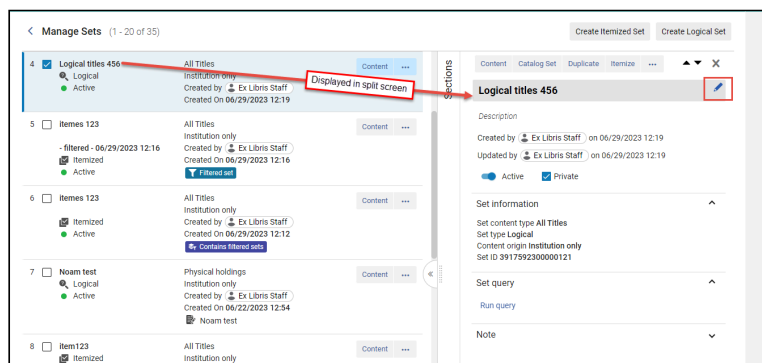 Manage Sets (1 - 20 of 35)
Create Itemized Set Create Logical Set
4 Logical titles 456 All Titles Content
Logical Institution only
Active Created by Ex Libris Staff
Created On 06/29/2023 12:19
Displayed in split screen
5 itemes 123 All Titles Content
Institution only
- filtered - 06/29/2023 12:16 Created by Ex Libris Staff
Itemized Created On 06/29/2023 12:16
Active Filtered set
6 itemes 123 All Titles Content
Institution only
Itemized Created by Ex Libris Staff
Active Created On 06/29/2023 12:12
Contains filtered sets
7 Noam test Physical holdings Content
Logical Institution only
Active Created by Ex Libris Staff
Created On 06/22/2023 12:54
Noam test
8 item123 All Titles Content
Itemized Institution only
Sections
Content Catalog Set Duplicate Itemize
Logical titles 456
Description
Created by Ex Libris Staff on 06/29/2023 12:19
Updated by Ex Libris Staff on 06/29/2023 12:19
Active Private
Set information
Set content type All Titles
Set type Logical
Content origin Institution only
Set ID 3917592300000121
Set query
Run query
Note